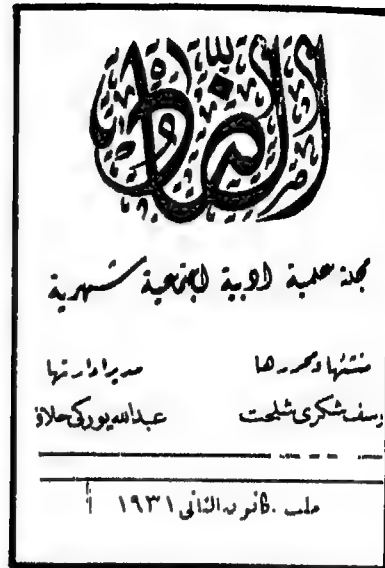 الضاد
مجلة علمية ادبية اجتماعية شهرية
منشئها ومحررها
مدير ادارتها
يوسف شكري شلحت
عبدالله يوركي حلاق
حلب . كانون الثاني ١٩٣١